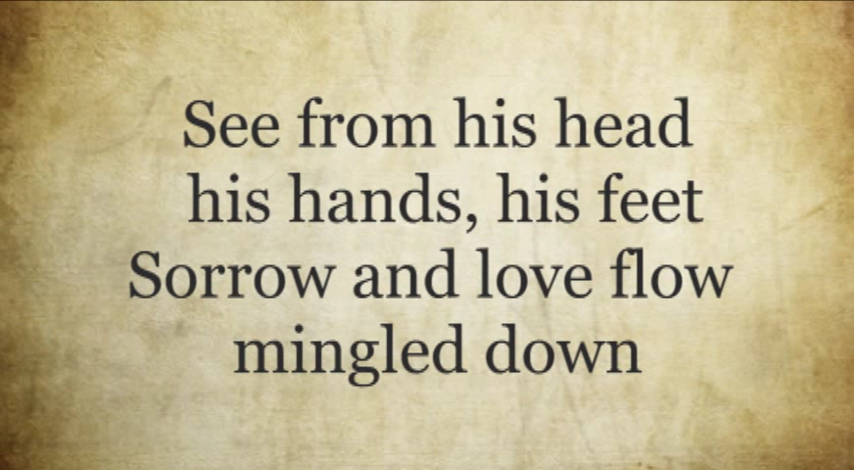 See from his head
his hands, his feet
Sorrow and love flow
mingled down